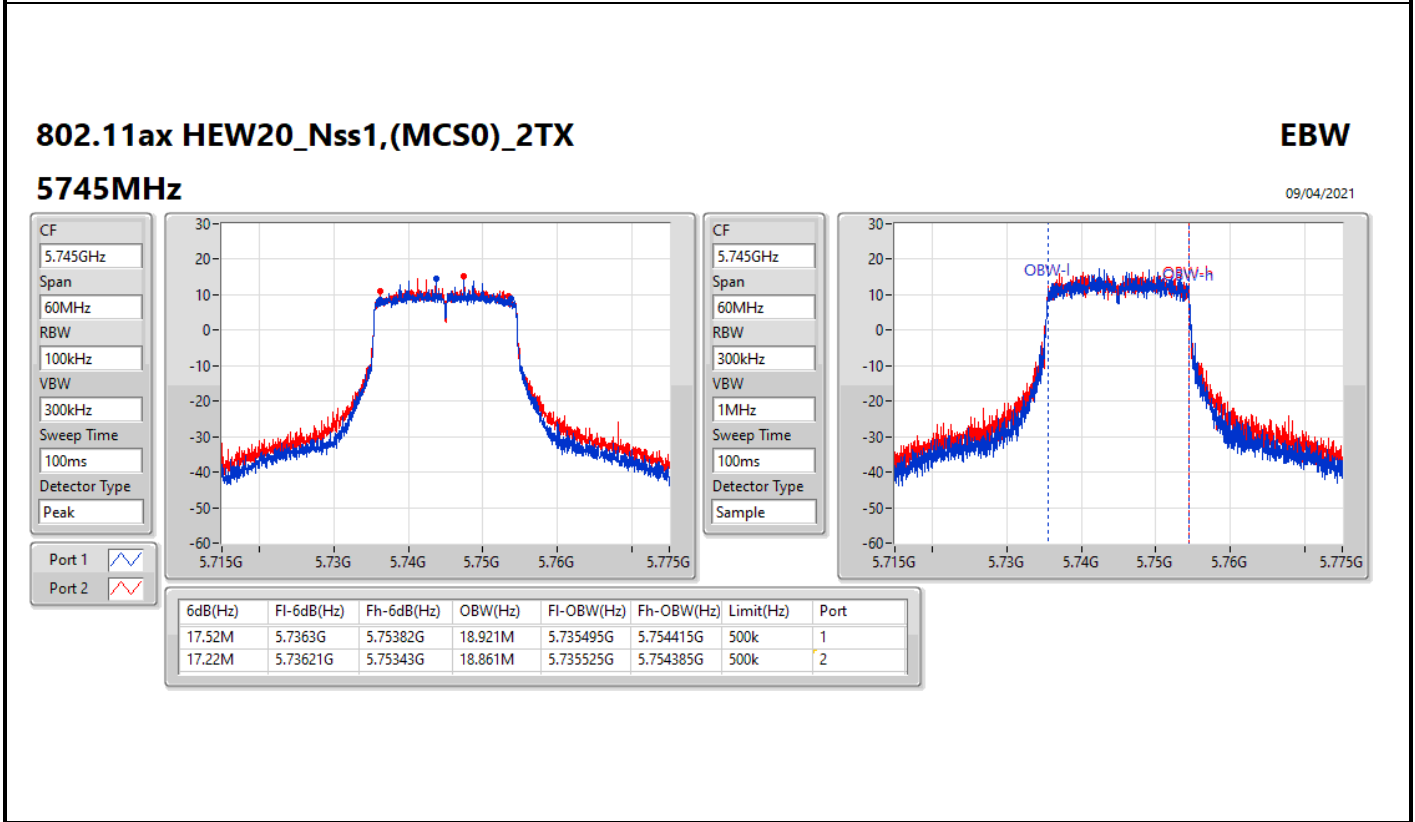 802.11ax HEW20_Nss1,(MCS0)_2TX
EBW
5745MHz
09/04/2021
CF
5.745GHz
Span
60MHz
RBW
100kHz
VBW
300kHz
Sweep Time
100ms
Detector Type
Peak
Port 1
Port 2
30
20
10
0
-10
-20
-30
-40
-50
-60
5.715G 5.73G 5.74G 5.75G 5.76G 5.775G
CF
5.745GHz
Span
60MHz
RBW
300kHz
VBW
1MHz
Sweep Time
100ms
Detector Type
Sample
30
20
10
0
-10
-20
-30
-40
-50
-60
OBW-l OBW-h
5.715G 5.73G 5.74G 5.75G 5.76G 5.775G
6dB(Hz) Fl-6dB(Hz) Fh-6dB(Hz) OBW(Hz) Fl-OBW(Hz) Fh-OBW(Hz) Limit(Hz) Port
17.52M 5.7363G 5.75382G 18.921M 5.735495G 5.754415G 500k 1
17.22M 5.73621G 5.75343G 18.861M 5.735525G 5.754385G 500k 2